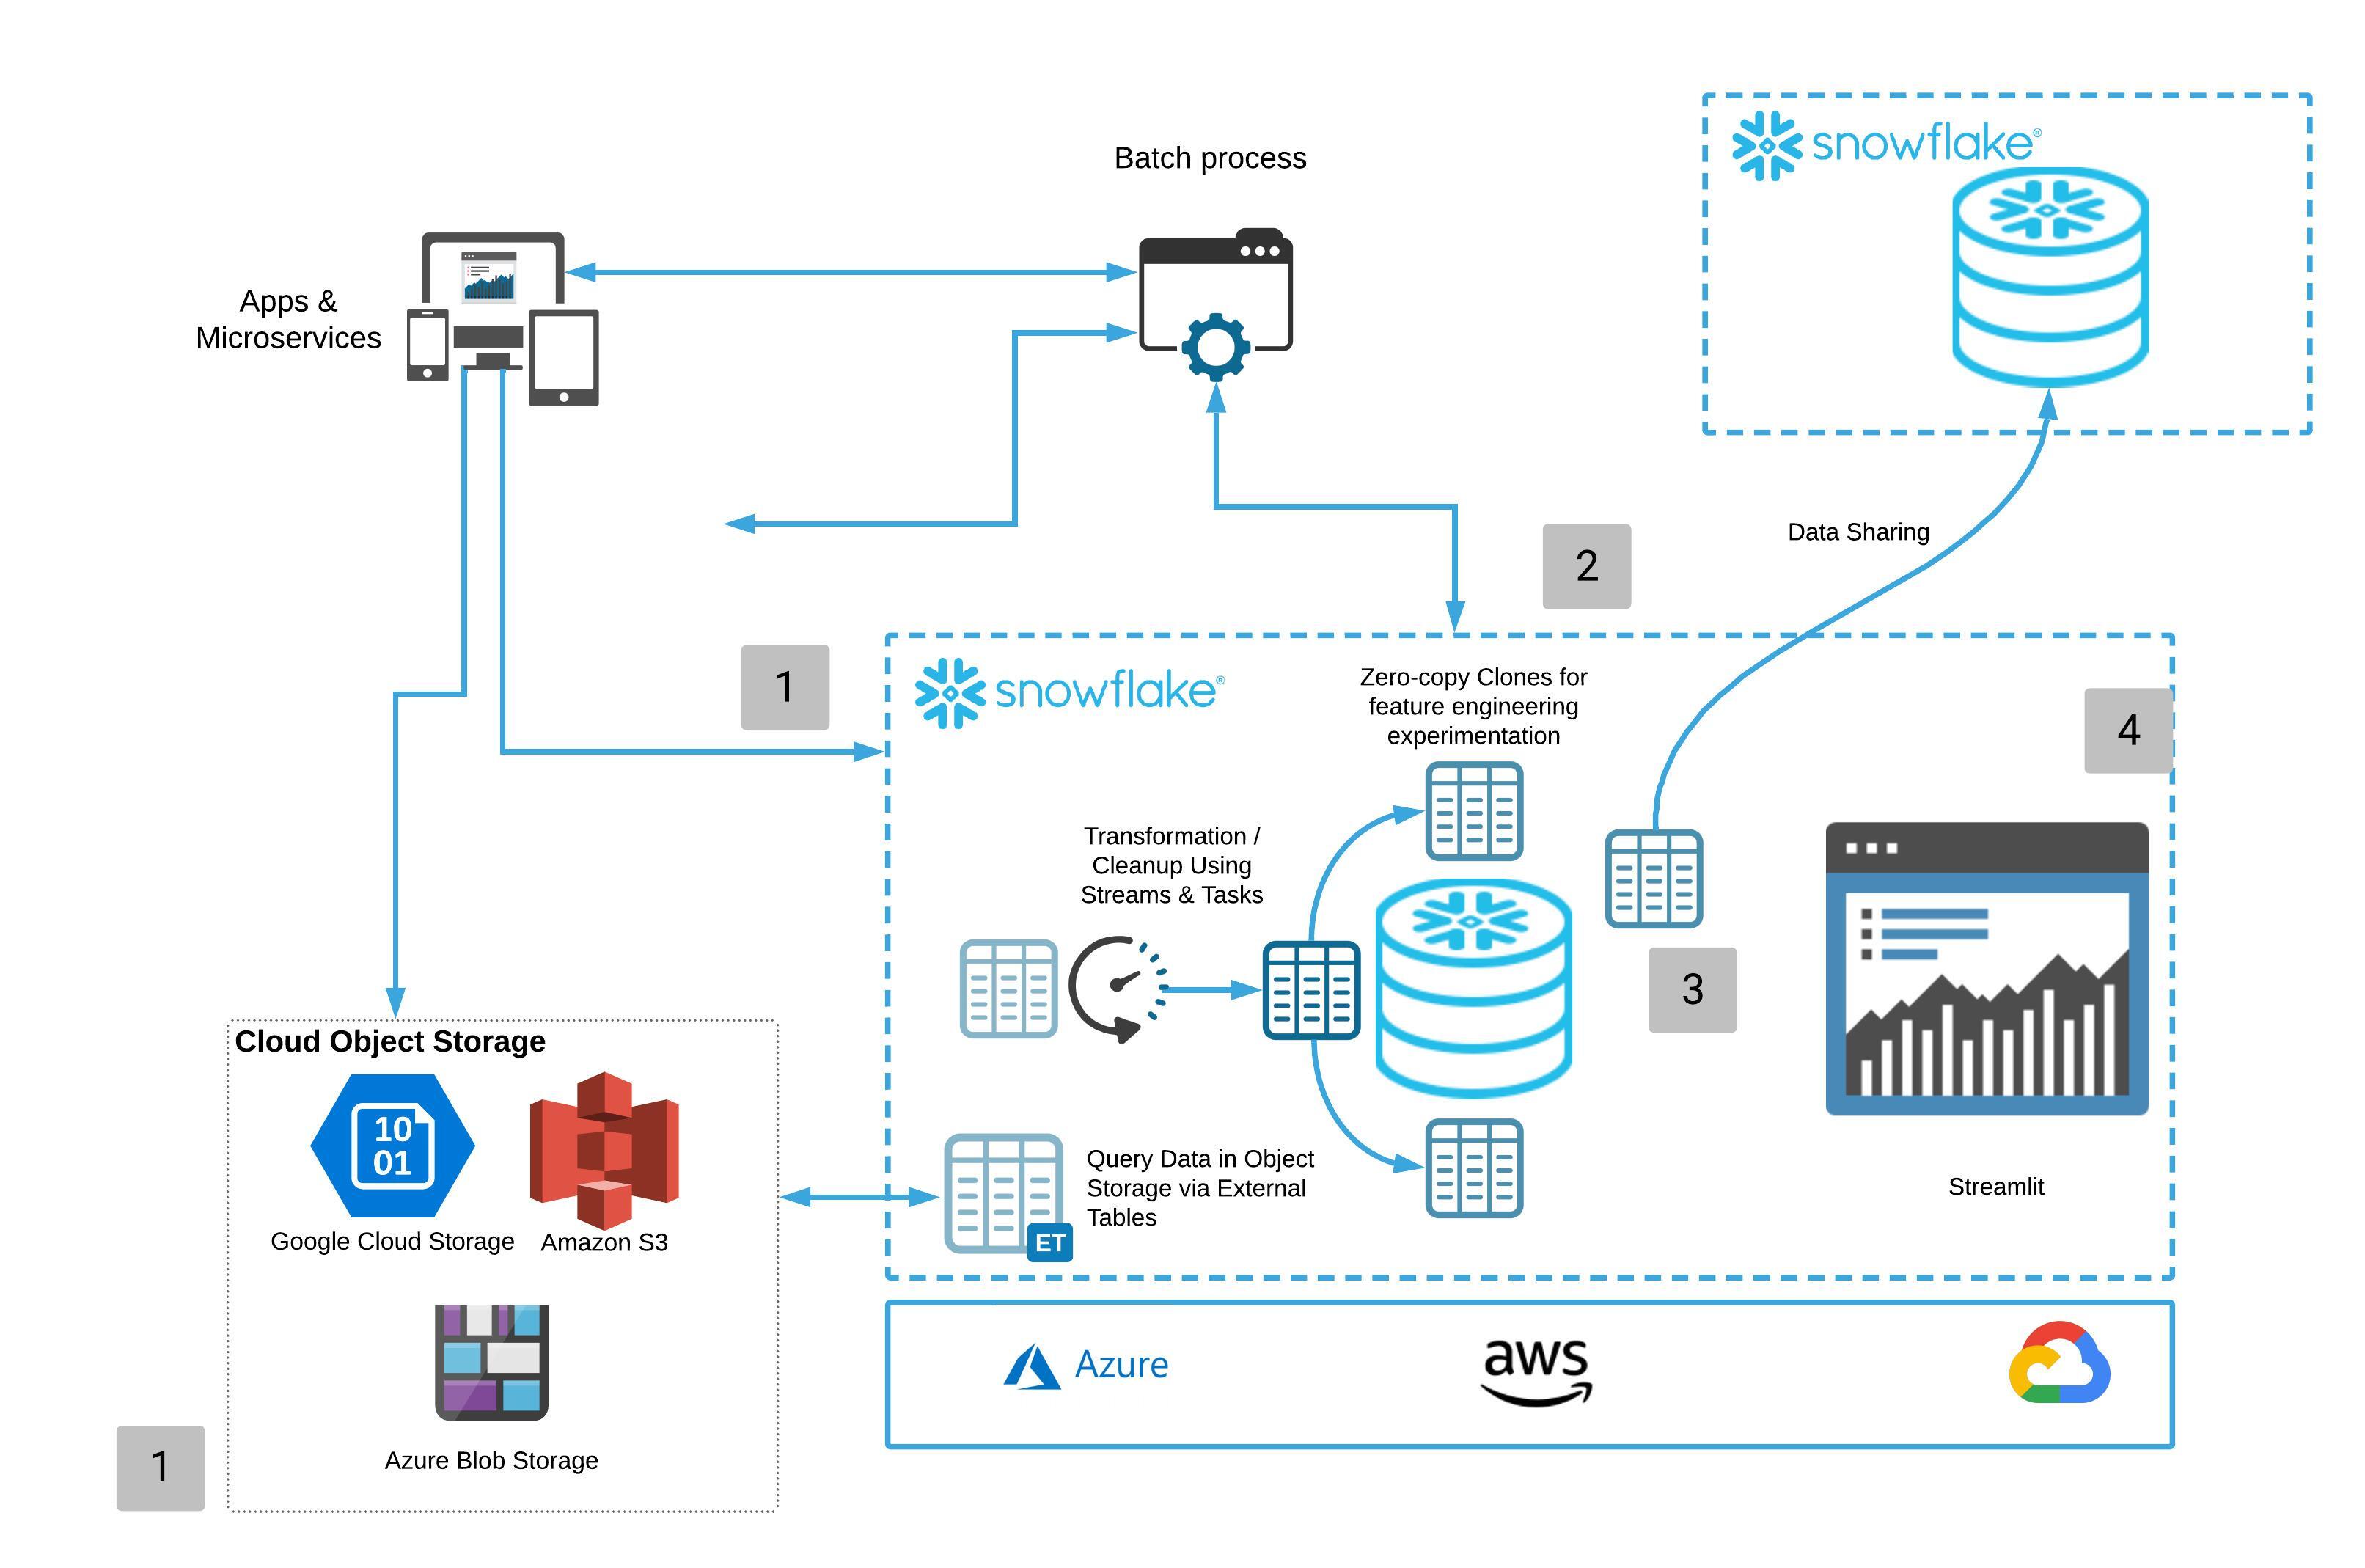 Batch process
snowflake®
Apps &
Microservices
Data Sharing
2
1
snowflake®
Zero-copy Clones for
feature engineering
experimentation
4
Transformation /
Cleanup Using
Streams & Tasks
3
Cloud Object Storage
10
01
Google Cloud Storage
Amazon S3
Query Data in Object
Storage via External
Tables
ET
Streamlit
Azure
aws
Azure Blob Storage
1